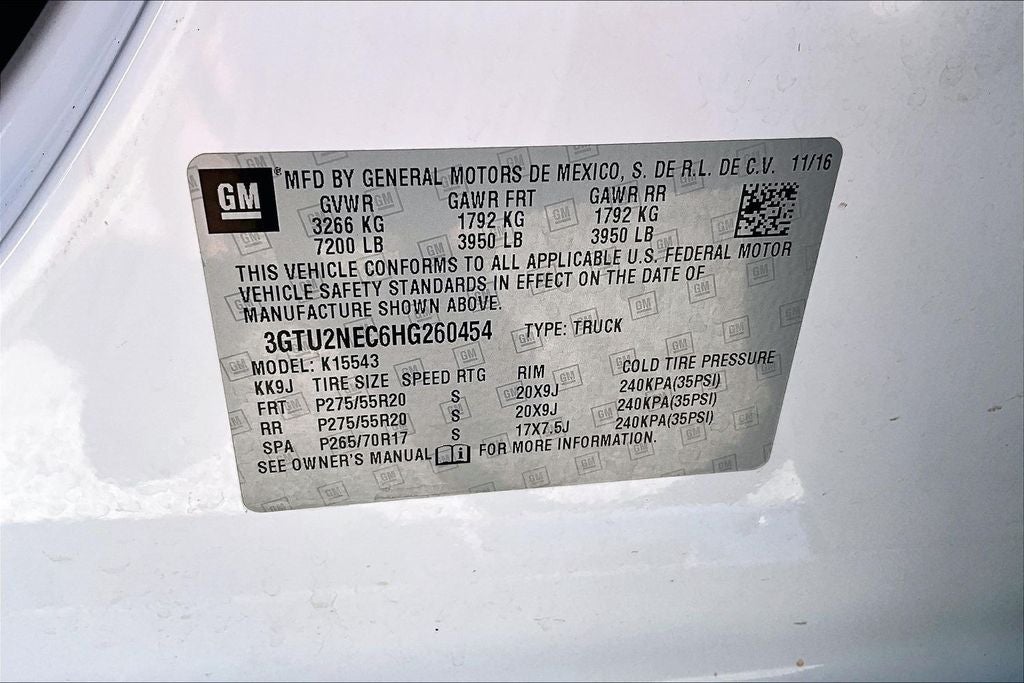 GM ® MFD BY GENERAL MOTORS DE MEXICO, S. DE R.L. DE C.V. 11/16
GVWR GAWR FRT GAWR RR
3266 KG 1792 KG 1792 KG
7200 LB 3950 LB 3950 LB
THIS VEHICLE CONFORMS TO ALL APPLICABLE U.S. FEDERAL MOTOR
VEHICLE SAFETY STANDARDS IN EFFECT ON THE DATE OF
MANUFACTURE SHOWN ABOVE.
3GTU2NEC6HG260454 TYPE: TRUCK
MODEL: K15543
KK9J TIRE SIZE SPEED RTG RIM COLD TIRE PRESSURE
FRT P275/55R20 S 20X9J 240KPA(35PSI)
RR P275/55R20 S 20X9J 240KPA(35PSI)
SPA P265/70R17 S 17X7.5J 240KPA(35PSI)
SEE OWNER'S MANUAL i FOR MORE INFORMATION.